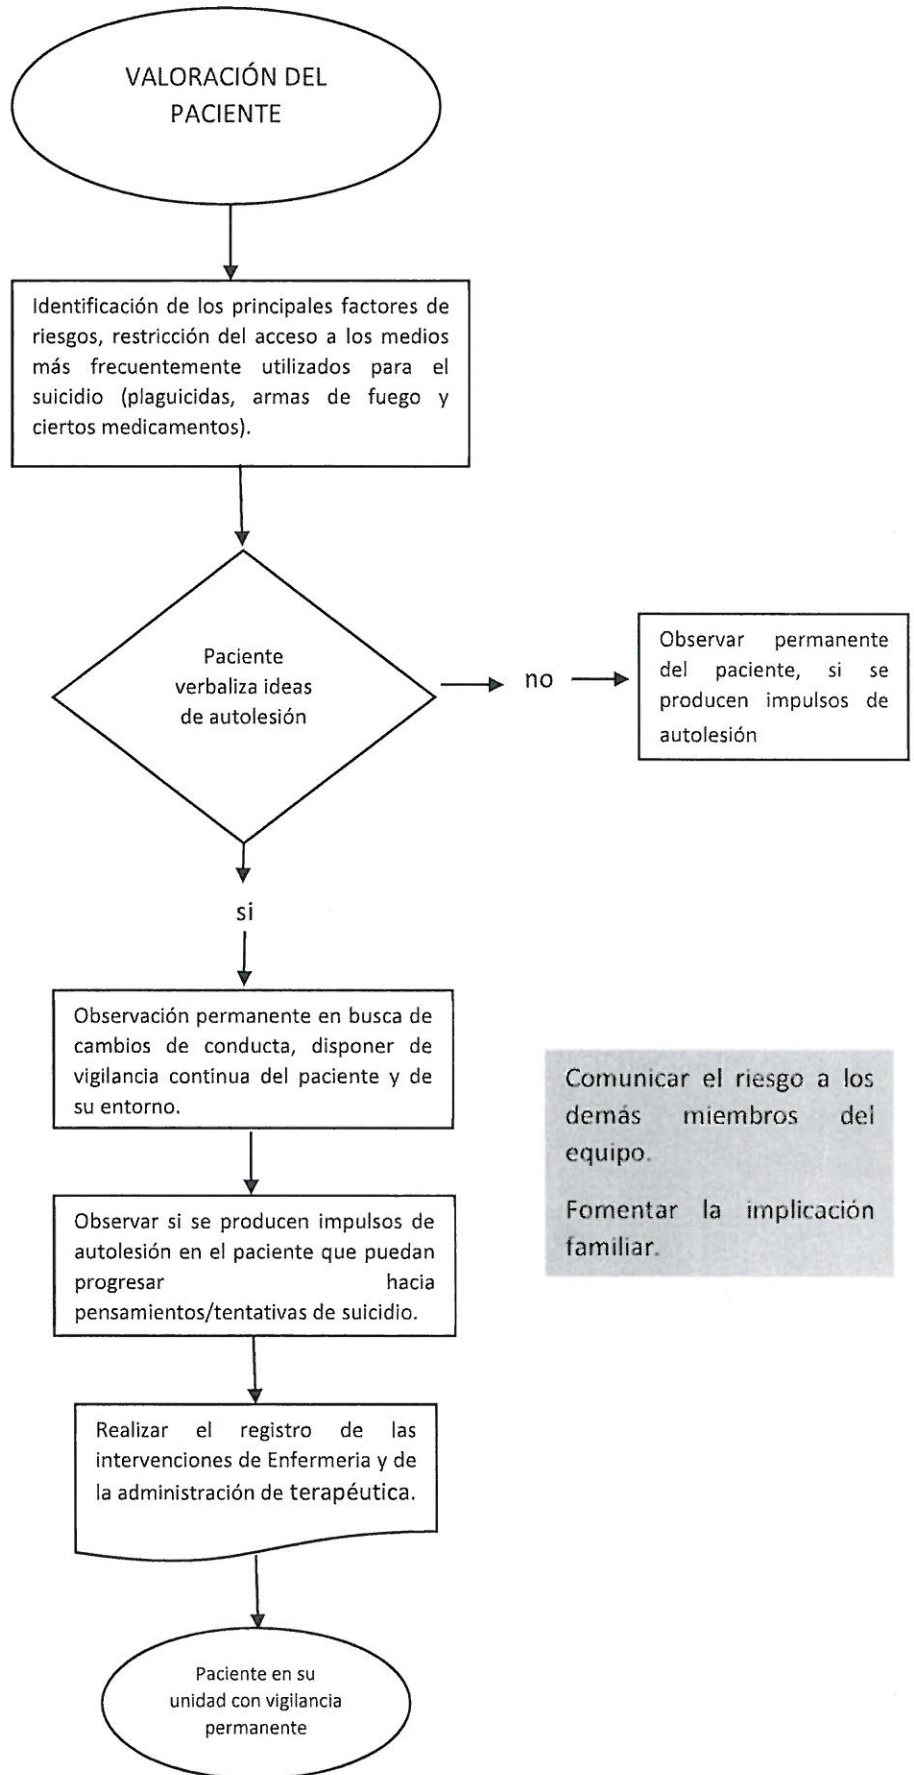 VALORACIÓN DEL
PACIENTE
Identificación de los principales factores de
riesgos, restricción del acceso a los medios
más frecuentemente utilizados para el
suicidio (plaguicidas, armas de fuego y
ciertos medicamentos).
Paciente
verbaliza ideas
de autolesión
no
Observar permanente
del paciente, si se
producen impulsos de
autolesión
si
Observación permanente en busca de
cambios de conducta, disponer de
vigilancia continua del paciente y de
su entorno.
Comunicar el riesgo a los
demás miembros del
equipo.
Fomentar la implicación
familiar.
Observar si se producen impulsos de
autolesión en el paciente que puedan
progresar hacia
pensamientos/tentativas de suicidio.
Realizar el registro de las
intervenciones de Enfermeria y de
la administración de terapéutica.
Paciente en su
unidad con vigilancia
permanente